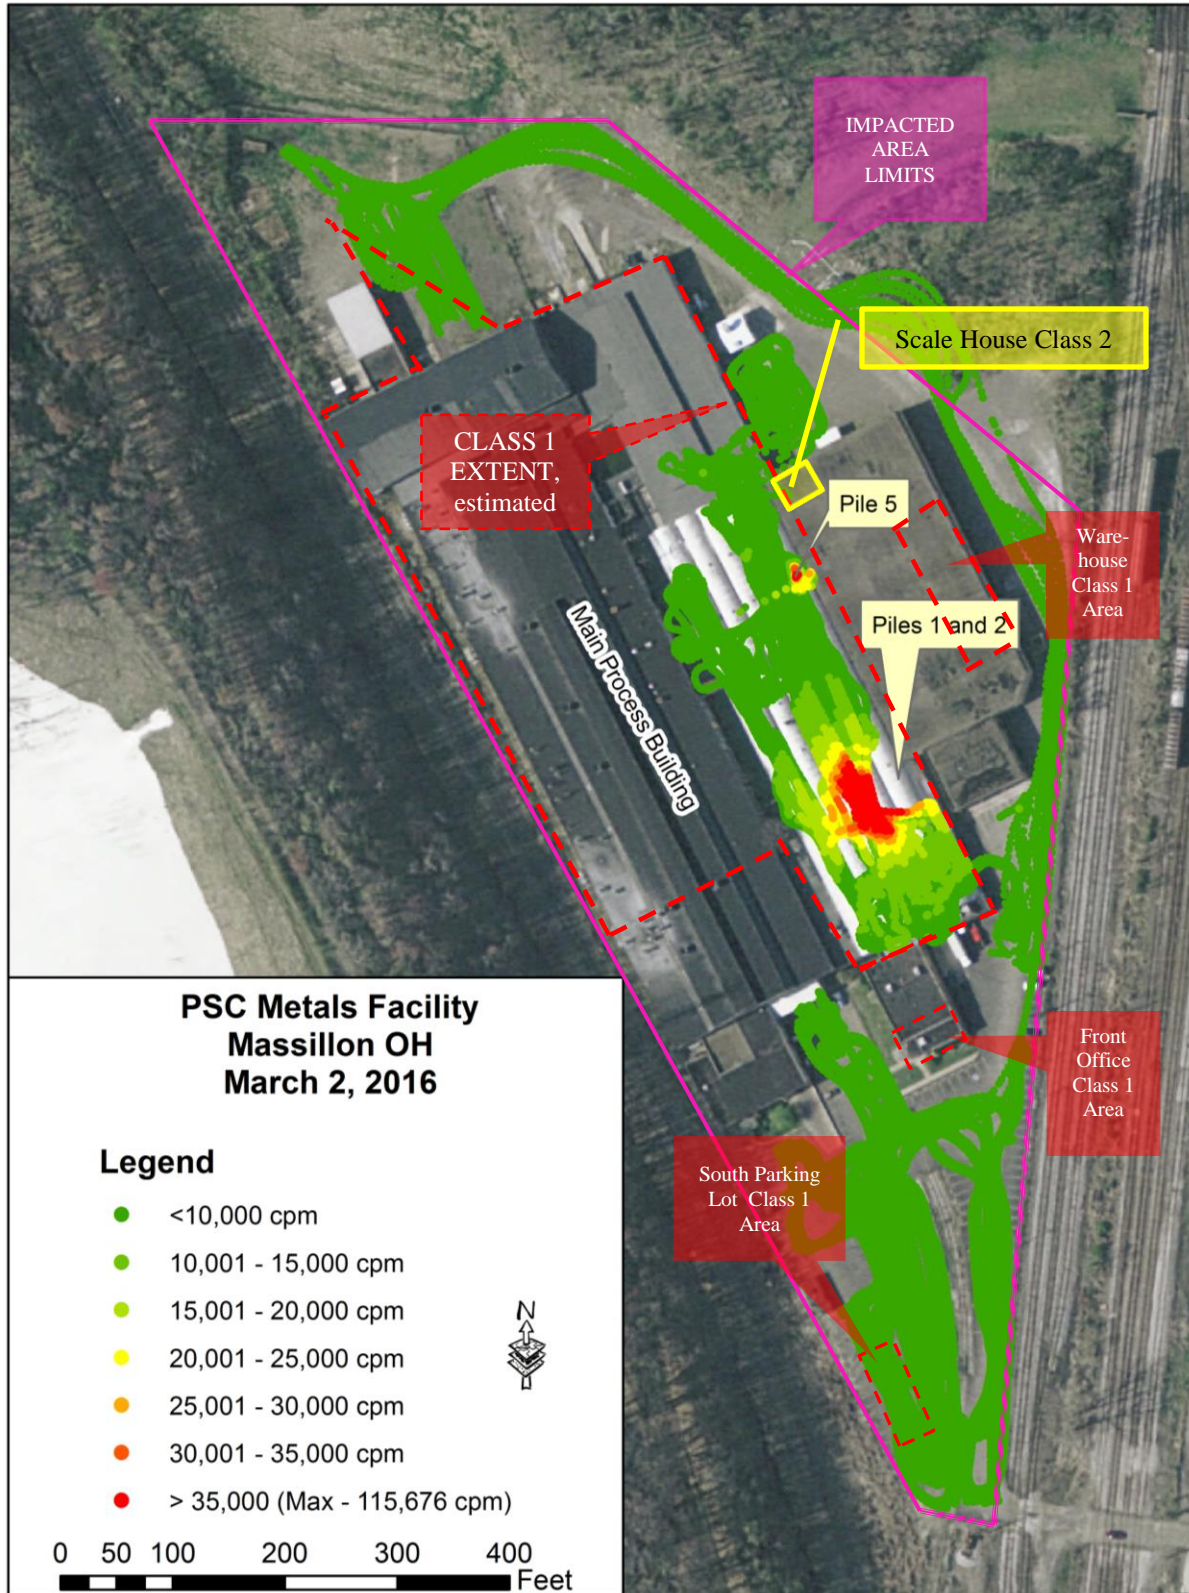 IMPACTED
AREA
LIMITS
Scale House Class 2
CLASS 1
EXTENT,
estimated
Pile 5
Ware-
house
Class 1
Area
Piles 1 and 2
Main Process Building
PSC Metals Facility
Massillon OH
March 2, 2016
Front
Office
Class 1
Area
South Parking
Lot Class 1
Area
Legend
<10,000 cpm
10,001 - 15,000 cpm
15,001 - 20,000 cpm
20,001 - 25,000 cpm
25,001 - 30,000 cpm
30,001 - 35,000 cpm
> 35,000 (Max - 115,676 cpm)
N
0 50 100 200 300 400
Feet